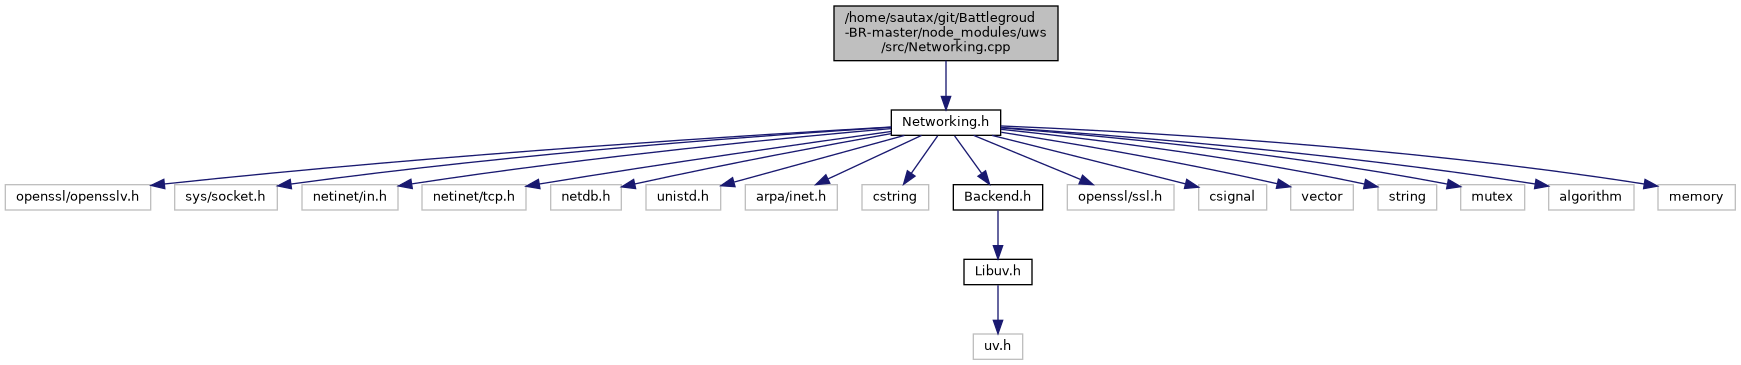 /home/sautax/git/Battlegroud
-BR-master/node_modules/uws
/src/Networking.cpp
Networking.h
openssl/opensslv.h
sys/socket.h
netinet/in.h
netinet/tcp.h
netdb.h
unistd.h
arpa/inet.h
cstring
Backend.h
openssl/ssl.h
csignal
vector
string
mutex
algorithm
memory
Libuv.h
uv.h